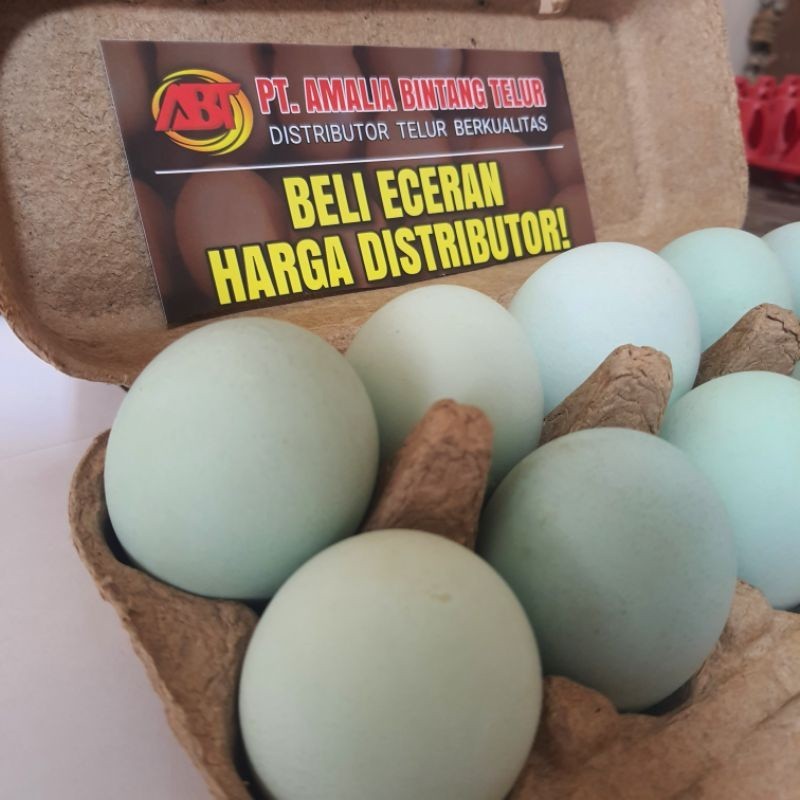 ABT
PT. AMALIA BINTANG TELUR
DISTRIBUTOR TELUR BERKUALITAS
BELI ECERAN
HARGA DISTRIBUTOR!